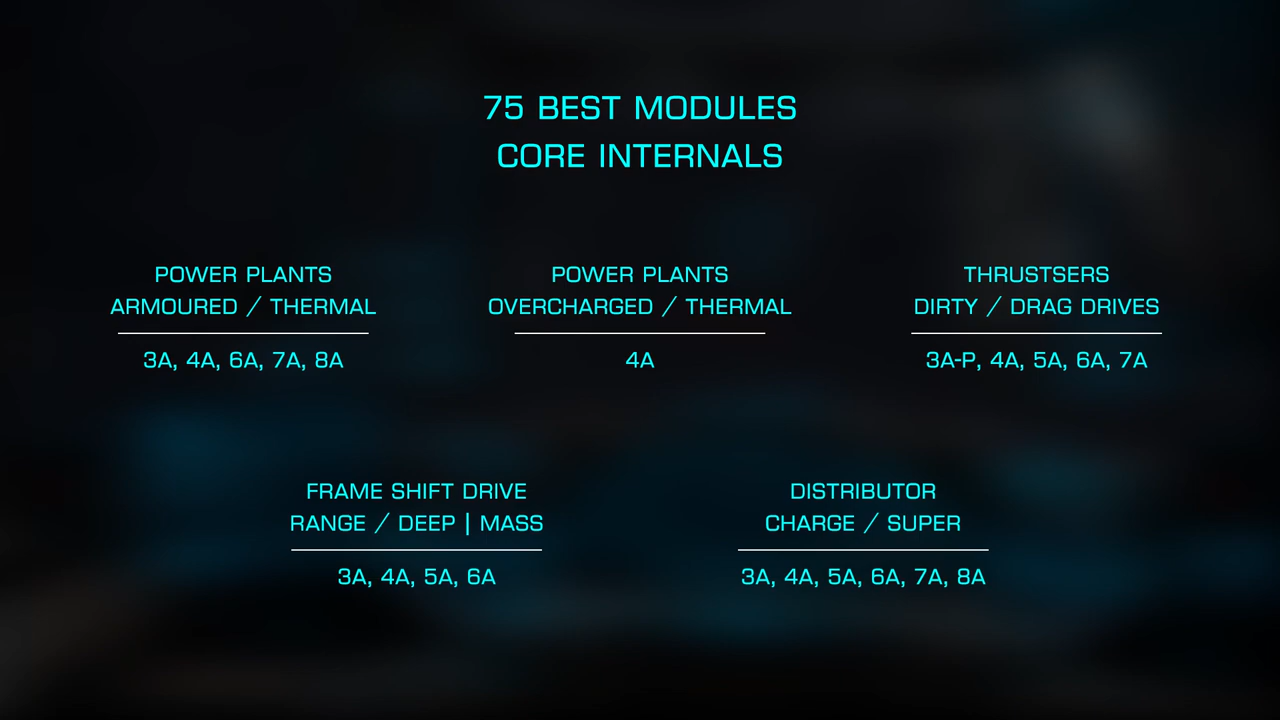 75 BEST MODULES
CORE INTERNALS
POWER PLANTS
ARMOURED / THERMAL
3A, 4A, 6A, 7A, 8A
POWER PLANTS
OVERCHARGED / THERMAL
4A
THRUSTSERS
DIRTY / DRAG DRIVES
3A-P, 4A, 5A, 6A, 7A
FRAME SHIFT DRIVE
RANGE / DEEP | MASS
3A, 4A, 5A, 6A
DISTRIBUTOR
CHARGE / SUPER
3A, 4A, 5A, 6A, 7A, 8A